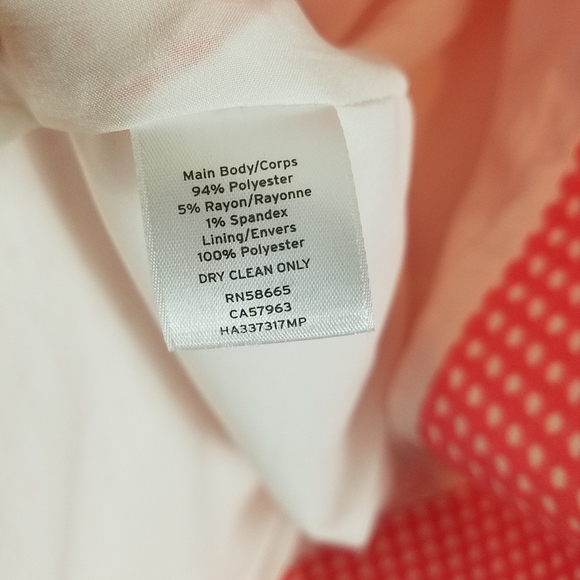 Main Body/Corps
94% Polyester
5% Rayon/Rayonne
1% Spandex
Lining/Envers
100% Polyester
DRY CLEAN ONLY
RN58665
CA57963
HA337317MP